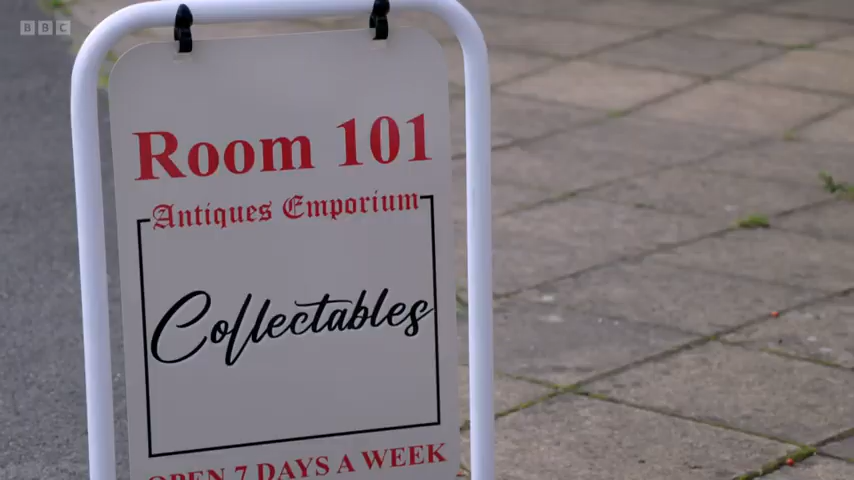 BBC
Room 101
Antiques Emporium
Collectables
OPEN 7 DAYS A WEEK